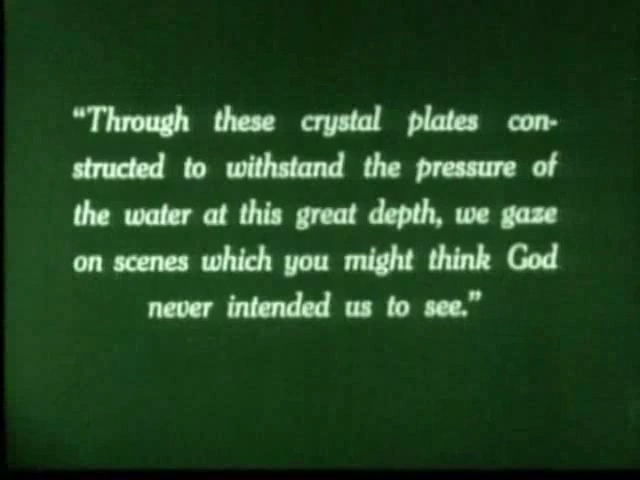 “Through these crystal plates con-
structed to withstand the pressure of
the water at this great depth, we gaze
on scenes which you might think God
never intended us to see.”